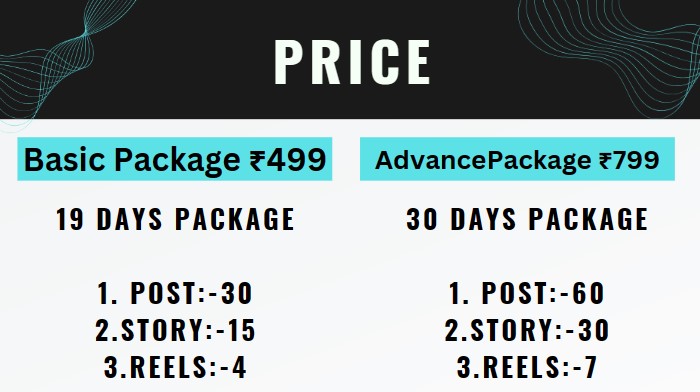 PRICE
Basic Package ₹499
19 DAYS PACKAGE
1. POST:-30
2.STORY:-15
3.REELS:-4
AdvancePackage ₹799
30 DAYS PACKAGE
1. POST:-60
2.STORY:-30
3.REELS:-7